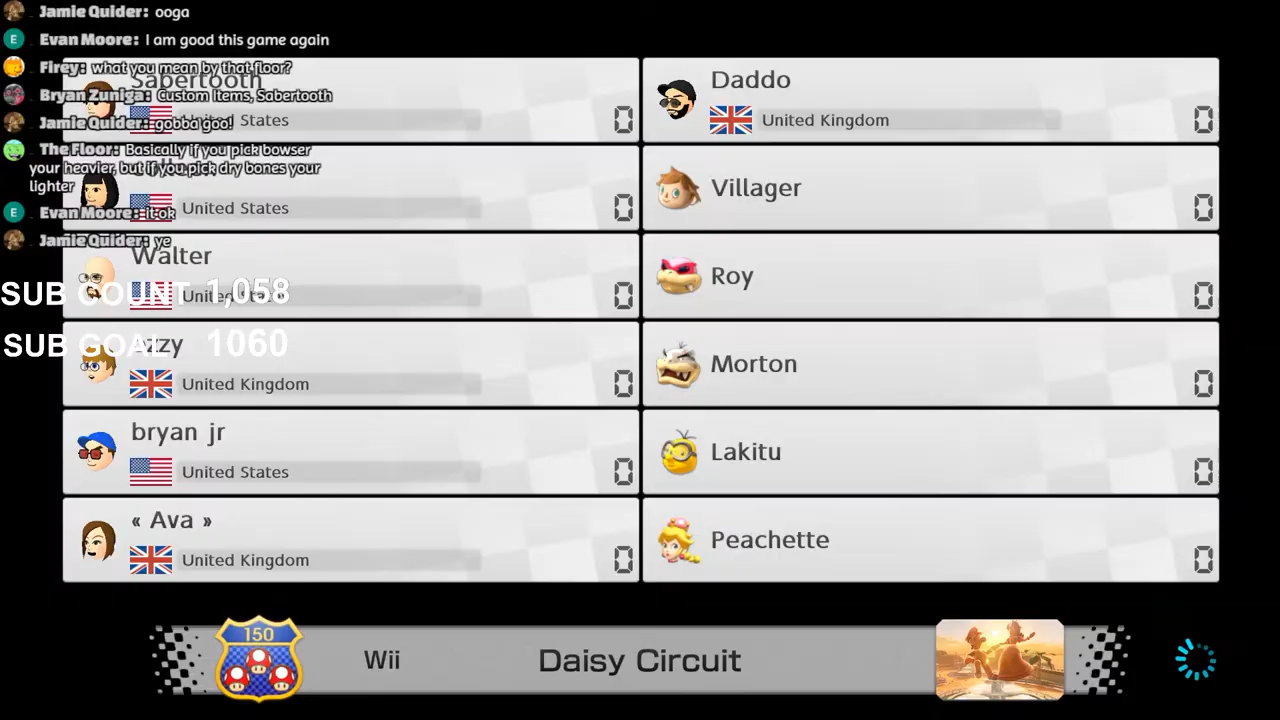 Jamie Quider: ooga
Evan Moore: I am good this game again
Firey: what you mean by that floor?
Bryan Zuniga: Custom Items, Sabertooth
Jamie Quider: gobba goo!
The Floor: Basically if you pick bowser
your heavier, but if you pick dry bones your
lighter
Evan Moore: it ok
Jamie Quider: ye
SUB COUNT 1,058
SUB GOAL 1060
Sabertooth
States
0
United States
0
Walter
United States
0
United Kingdom
0
bryan jr
United States
0
« Ava »
United Kingdom
0
Daddo
United Kingdom
0
Villager
0
Roy
0
Morton
0
Lakitu
0
Peachette
0
150
Wii
Daisy Circuit